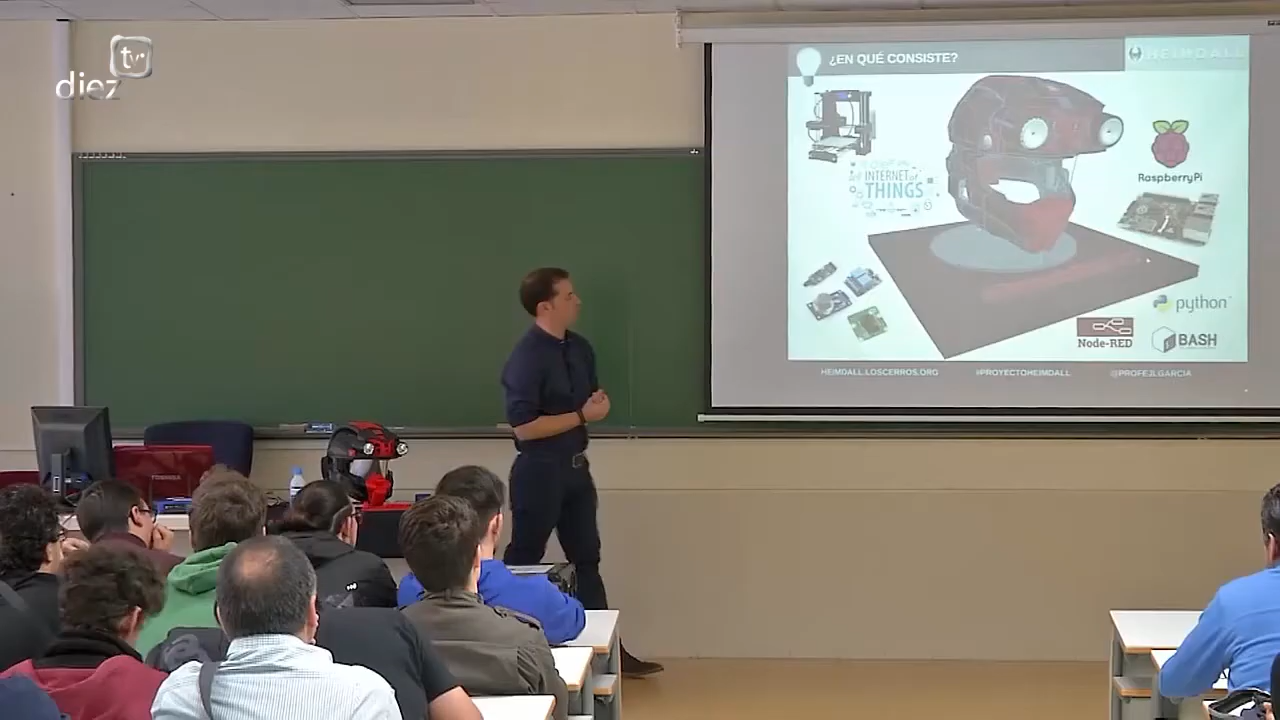 diez tv
¿EN QUÉ CONSISTE?
HEIMDALL
INTERNET OF
THINGS
RaspberryPi
python
Node-RED
BASH
HEIMDALL.LOSCERROS.ORG
#PROYECTOHEIMDALL
@PROFEJLGARCIA
TOSHIBA